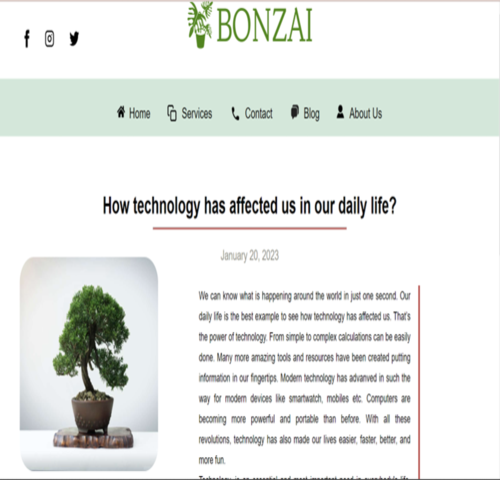 BONZAI
Home Services Contact Blog About Us
How technology has affected us in our daily life?
January 20, 2023
We can know what is happening around the world in just one second. Our
daily life is the best example to see how technology has affected us. That's
the power of technology. From simple to complex calculations can be easily
done. Many more amazing tools and resources have been created putting
information in our fingertips. Modern technology has advanved in such the
way for modern devices like smartwatch, mobiles etc. Computers are
becoming more powerful and portable than before. With all these
revolutions, technology has also made our lives easier, faster, better, and
more fun.